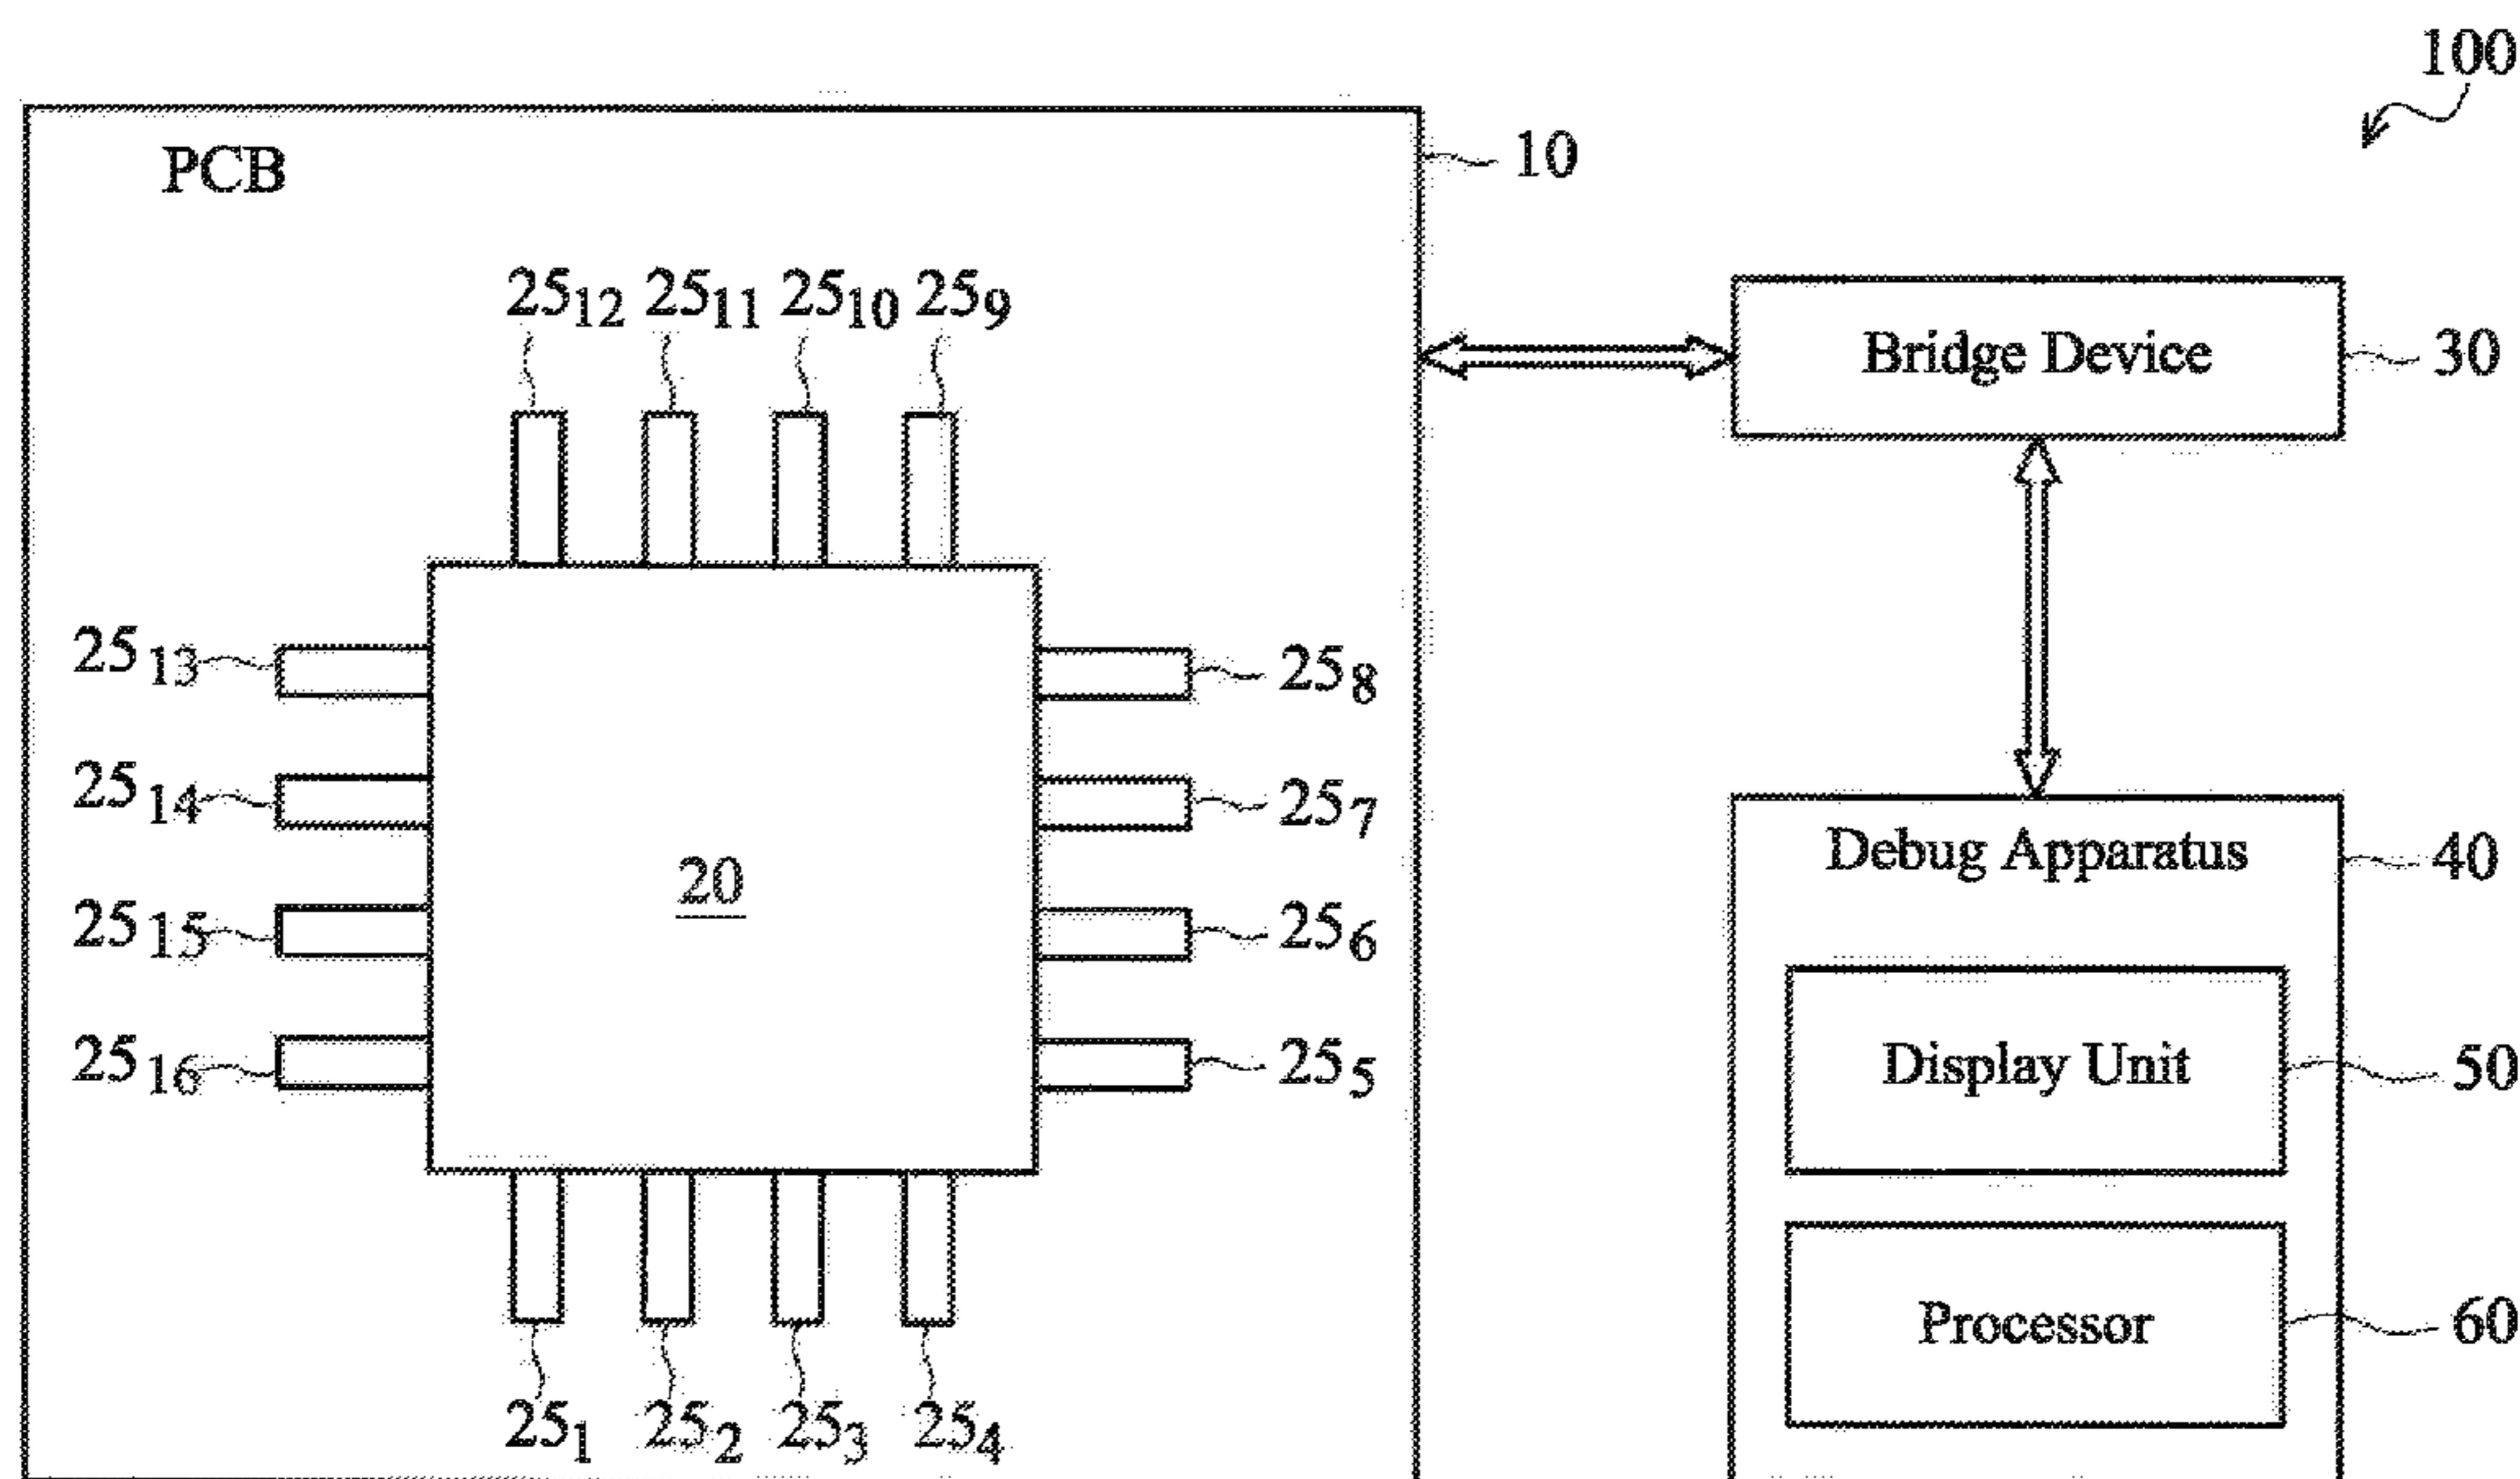 100
PCB
10
25₁₂ 25₁₁ 25₁₀ 25₉
Bridge Device
30
25₁₃
25₈
25₁₄
25₇
Debug Apparatus
40
20
25₁₅
25₆
25₁₆
25₅
Display Unit
50
Processor
60
25₁ 25₂ 25₃ 25₄